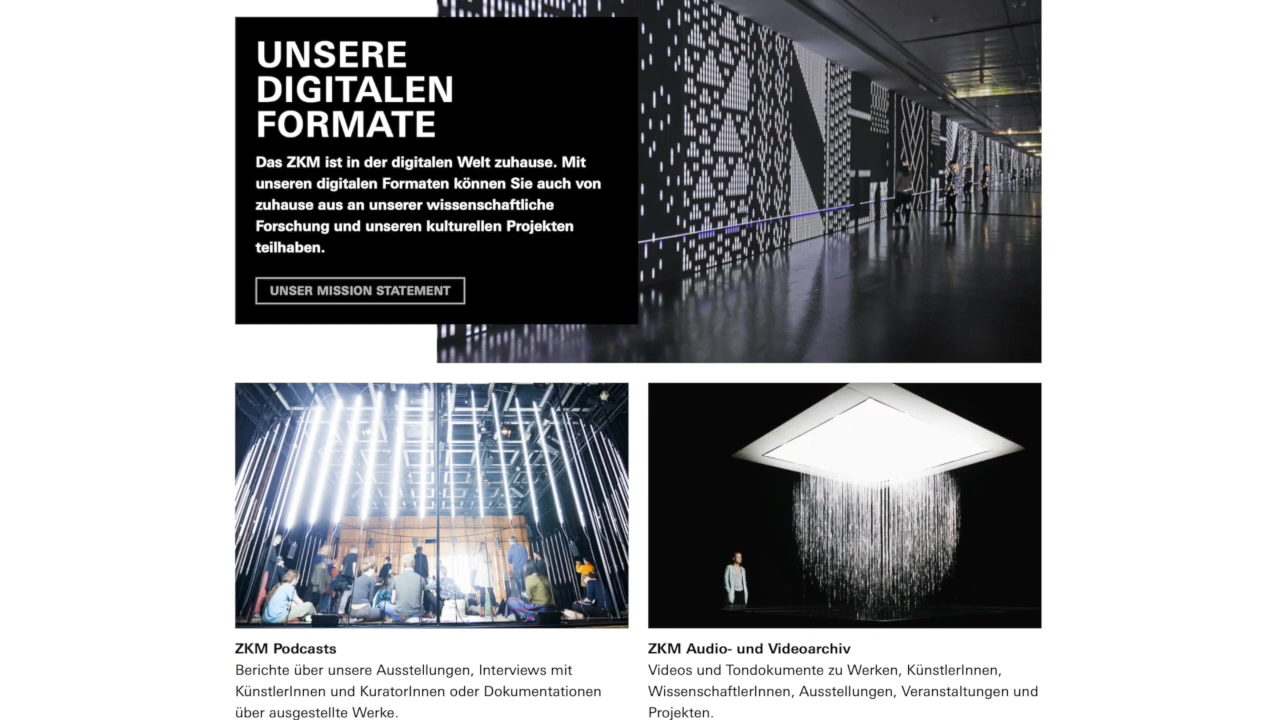 UNSERE
DIGITALEN
FORMATE
Das ZKM ist in der digitalen Welt zuhause. Mit
unseren digitalen Formaten können Sie auch von
zuhause aus an unserer wissenschaftliche
Forschung und unseren kulturellen Projekten
teilhaben.
UNSER MISSION STATEMENT
ZKM Podcasts
Berichte über unsere Ausstellungen, Interviews mit
KünstlerInnen und KuratorInnen oder Dokumentationen
über ausgestellte Werke.
ZKM Audio- und Videoarchiv
Videos und Tondokumente zu Werken, KünstlerInnen,
WissenschaftlerInnen, Ausstellungen, Veranstaltungen und
Projekten.